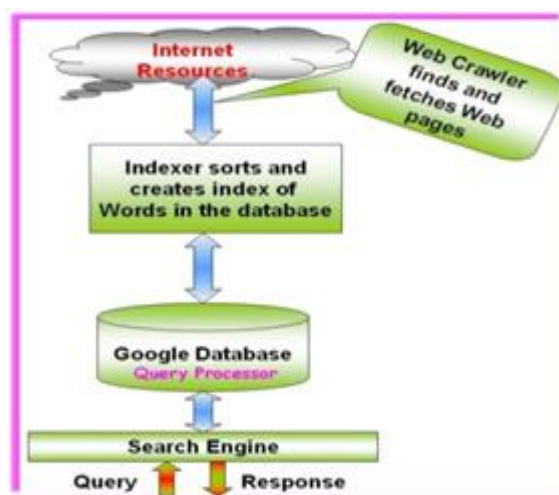 Internet
Resources
Web Crawler
finds and
fetches Web
pages
Indexer sorts and
creates index of
Words in the database
Google Database
Query Processor
Search Engine
Query
Response